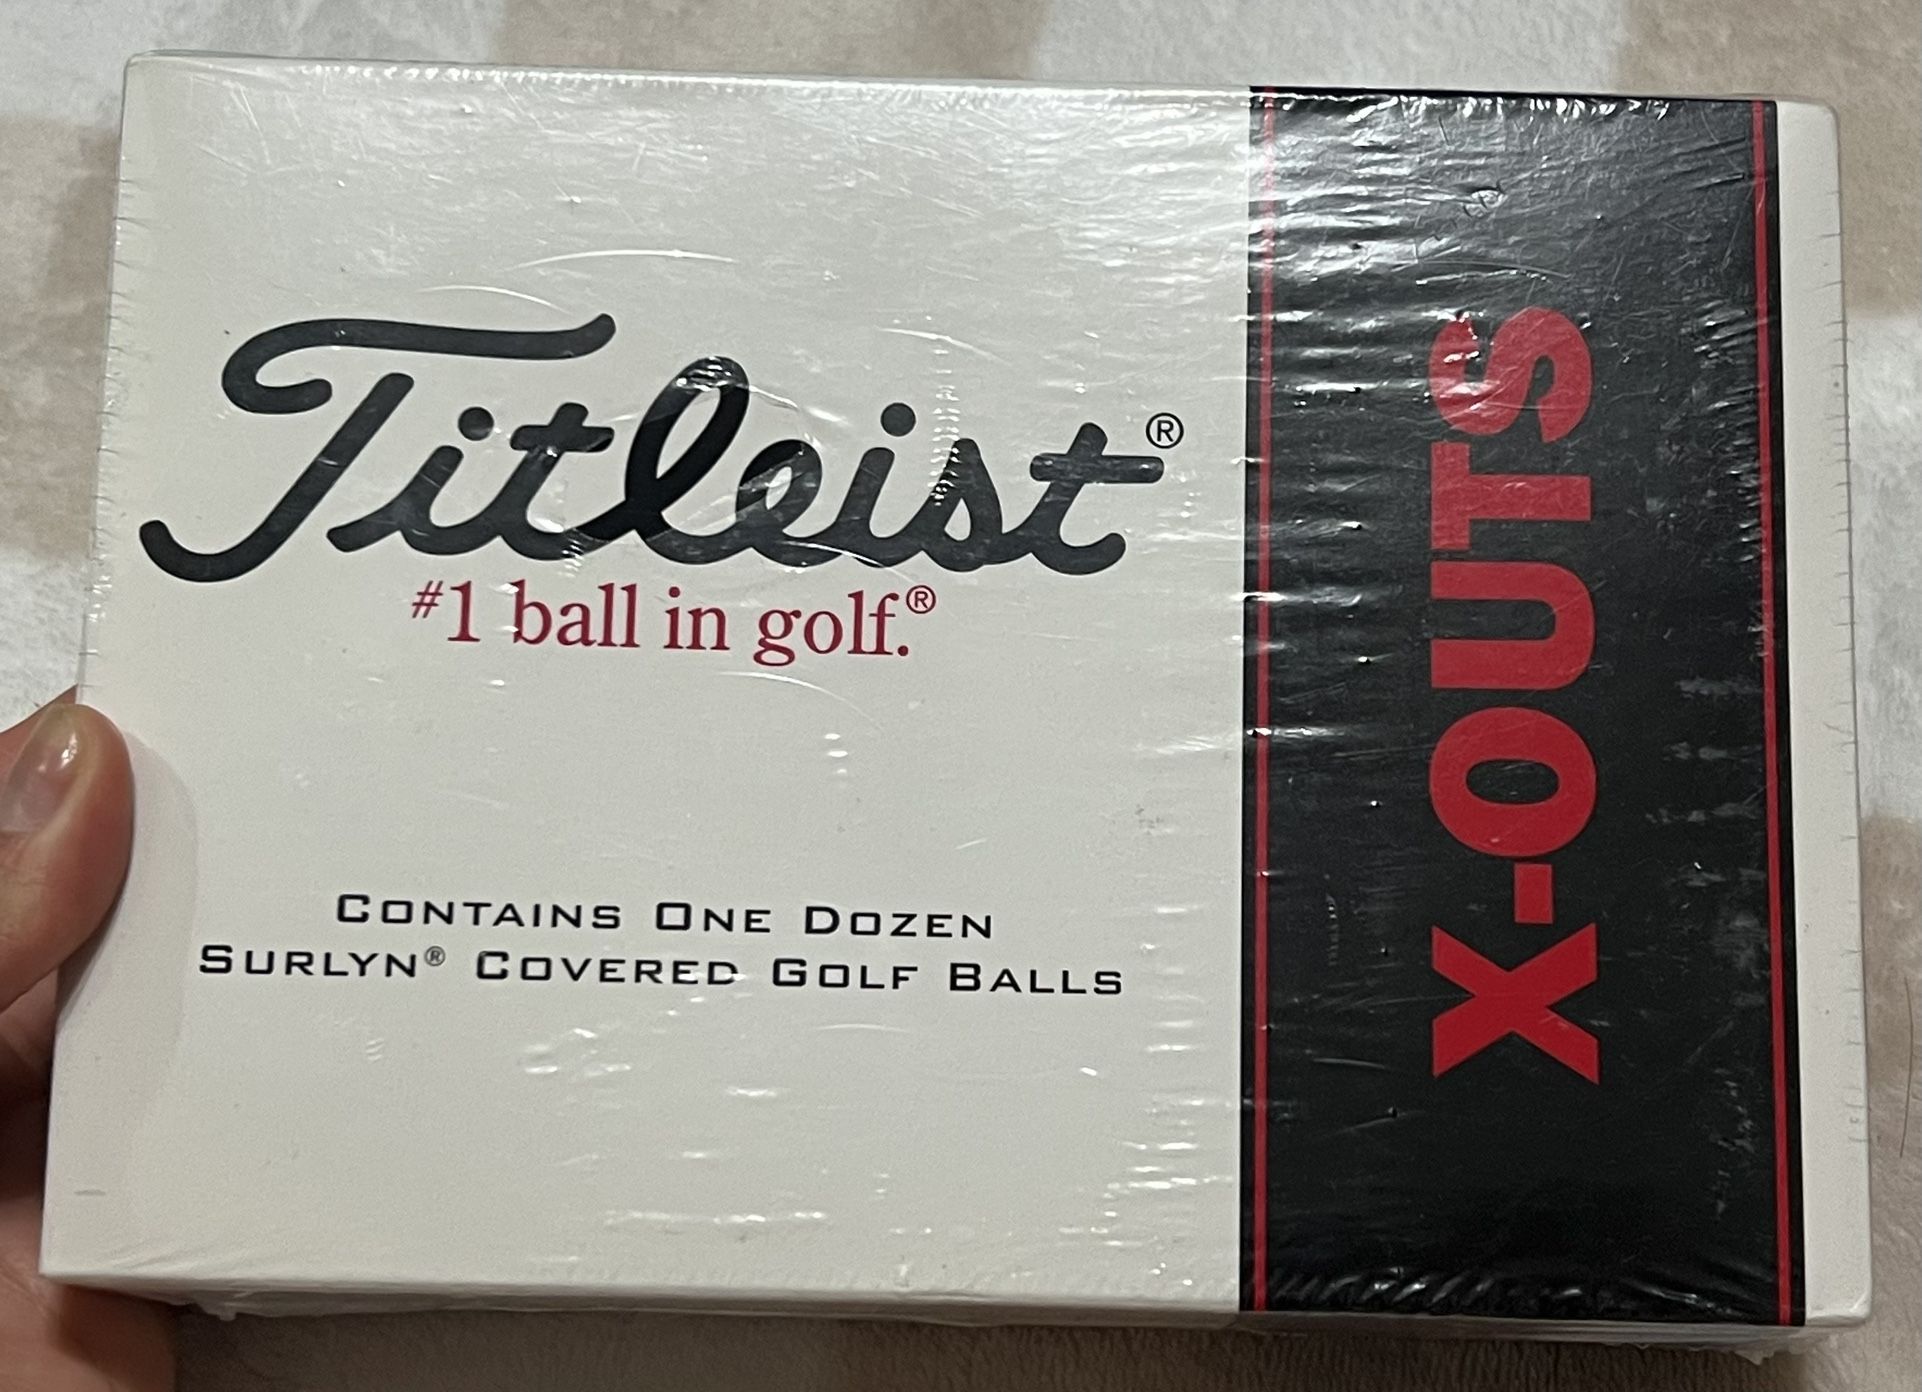 Titleist®
#1 ball in golf.®
CONTAINS ONE DOZEN
SURLYN® COVERED GOLF BALLS
X-OUTS